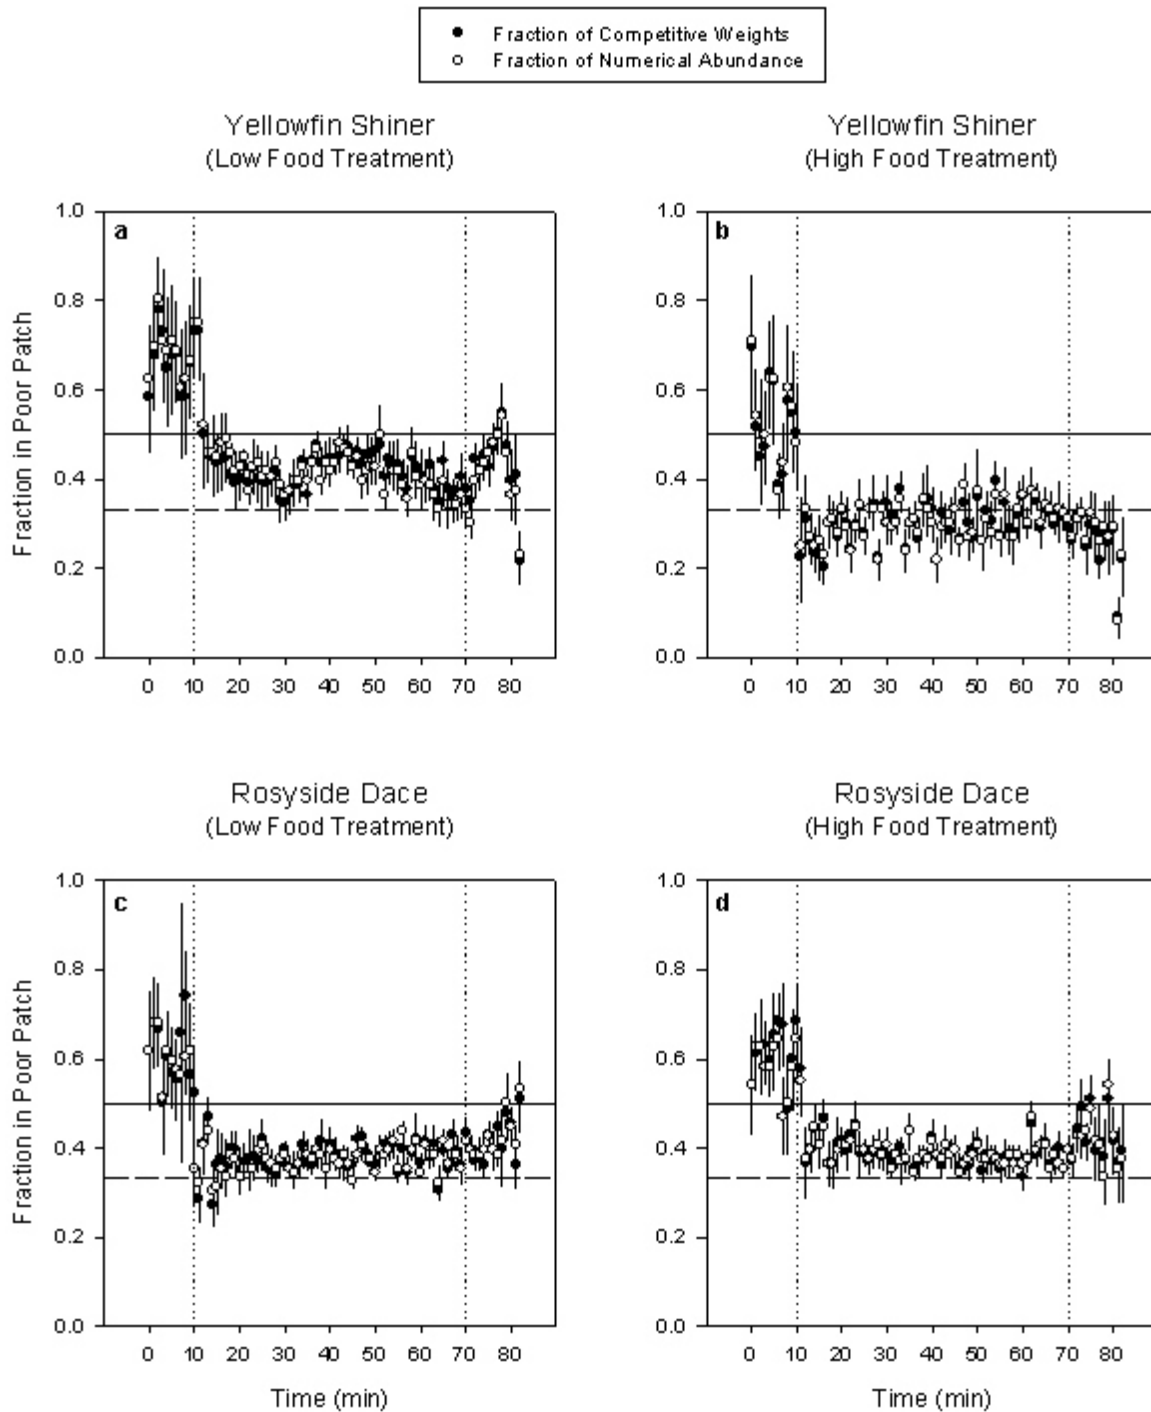 Fraction of Competitive Weights
Fraction of Numerical Abundance
Yellowfin Shiner
(Low Food Treatment)
Yellowfin Shiner
(High Food Treatment)
a
b
Fraction in Poor Patch
1.0
0.8
0.6
0.4
0.2
0.0
0 10 20 30 40 50 60 70 80
1.0
0.8
0.6
0.4
0.2
0.0
0 10 20 30 40 50 60 70 80
Rosyside Dace
(Low Food Treatment)
Rosyside Dace
(High Food Treatment)
c
d
Fraction in Poor Patch
1.0
0.8
0.6
0.4
0.2
0.0
0 10 20 30 40 50 60 70 80
Time (min)
1.0
0.8
0.6
0.4
0.2
0.0
0 10 20 30 40 50 60 70 80
Time (min)